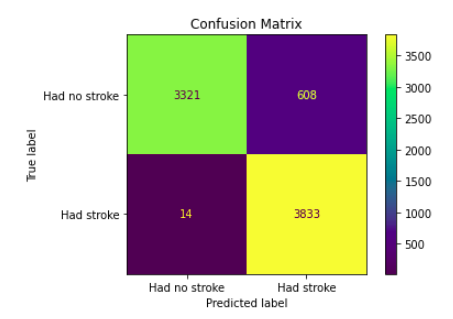 Confusion Matrix
Had no stroke
3321
608
Had stroke
14
3833
Had no stroke
Had stroke
True label
Predicted label
3500
3000
2500
2000
1500
1000
500